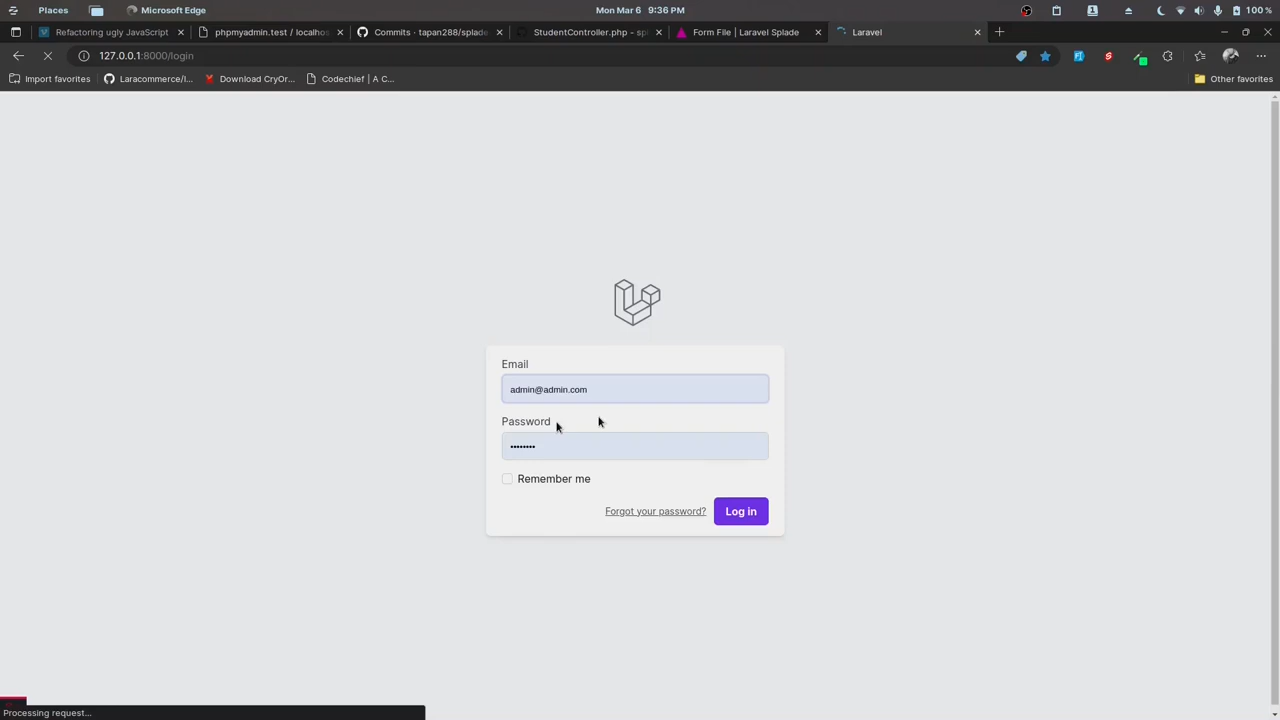 Places Microsoft Edge Mon Mar 6 9:36 PM 100 %
Refactoring ugly JavaScript phpmyadmin.test / localhos Commits · tapan288/splade StudentController.php - spl Form File | Laravel Splade Laravel
127.0.0.1:8000/login
Import favorites Laracommerce/l... Download CryOr... Codechief | A C... Other favorites
Email
admin@admin.com
Password
••••••••
Remember me
Forgot your password? Log in
Processing request...